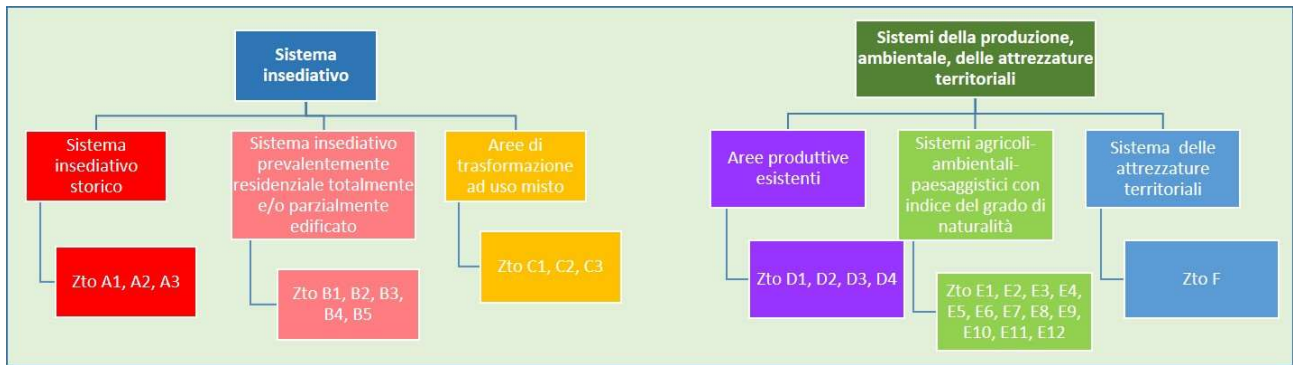 Sistema
insediativo
Sistema
insediativo
storico
Zto A1, A2, A3
Sistema insediativo
prevalentemente
residenziale totalmente
e/o parzialmente
edificato
Zto B1, B2, B3,
B4, B5
Aree di
trasformazione
ad uso misto
Zto C1, C2, C3
Sistemi della produzione,
ambientale, delle attrezzature
territoriali
Aree produttive
esistenti
Zto D1, D2, D3, D4
Sistemi agricoli-
ambientali-
paesaggistici con
indice del grado di
naturalità
Zto E1, E2, E3, E4,
E5, E6, E7, E8, E9,
E10, E11, E12
Sistema delle
attrezzature
territoriali
Zto F